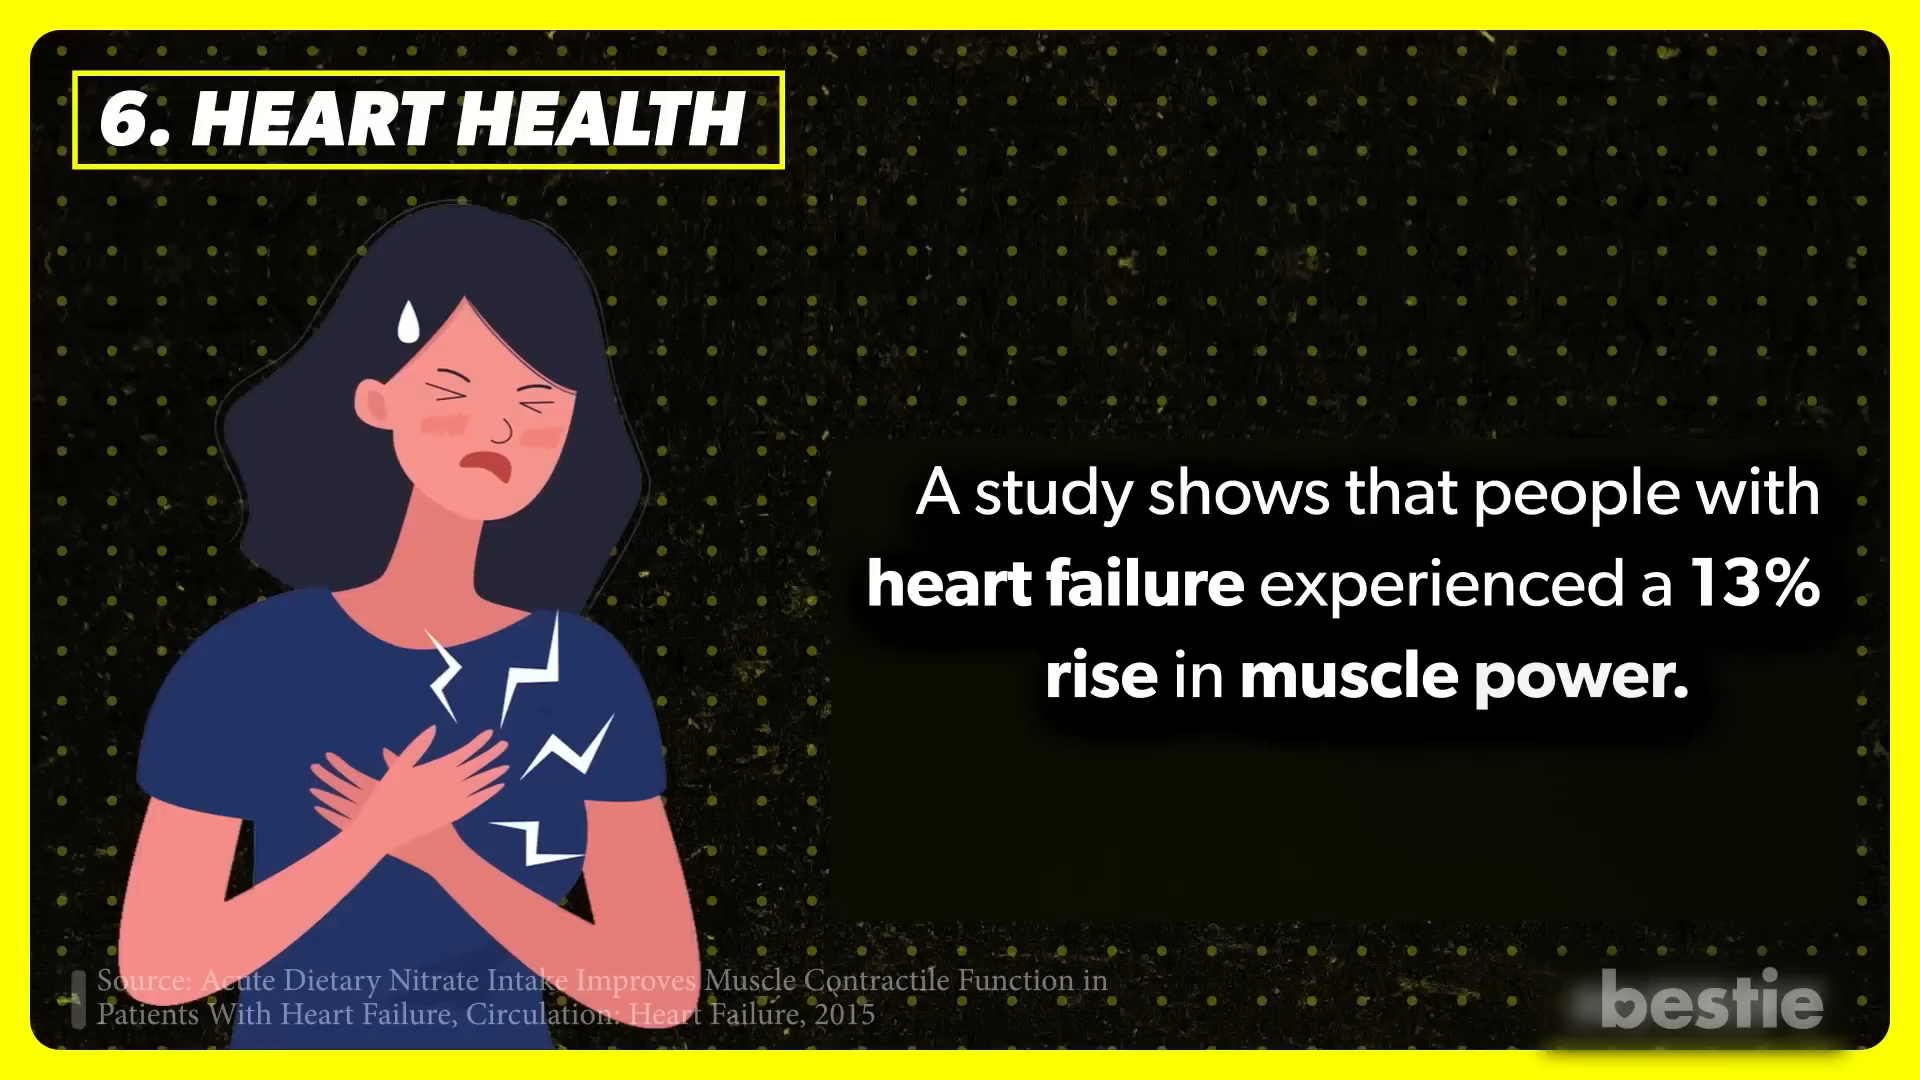 6. HEART HEALTH
A study shows that people with
heart failure experienced a 13%
rise in muscle power.
Source: Acute Dietary Nitrate Intake Improves Muscle Contractile Function in
Patients With Heart Failure, Circulation: Heart Failure, 2015
bestie